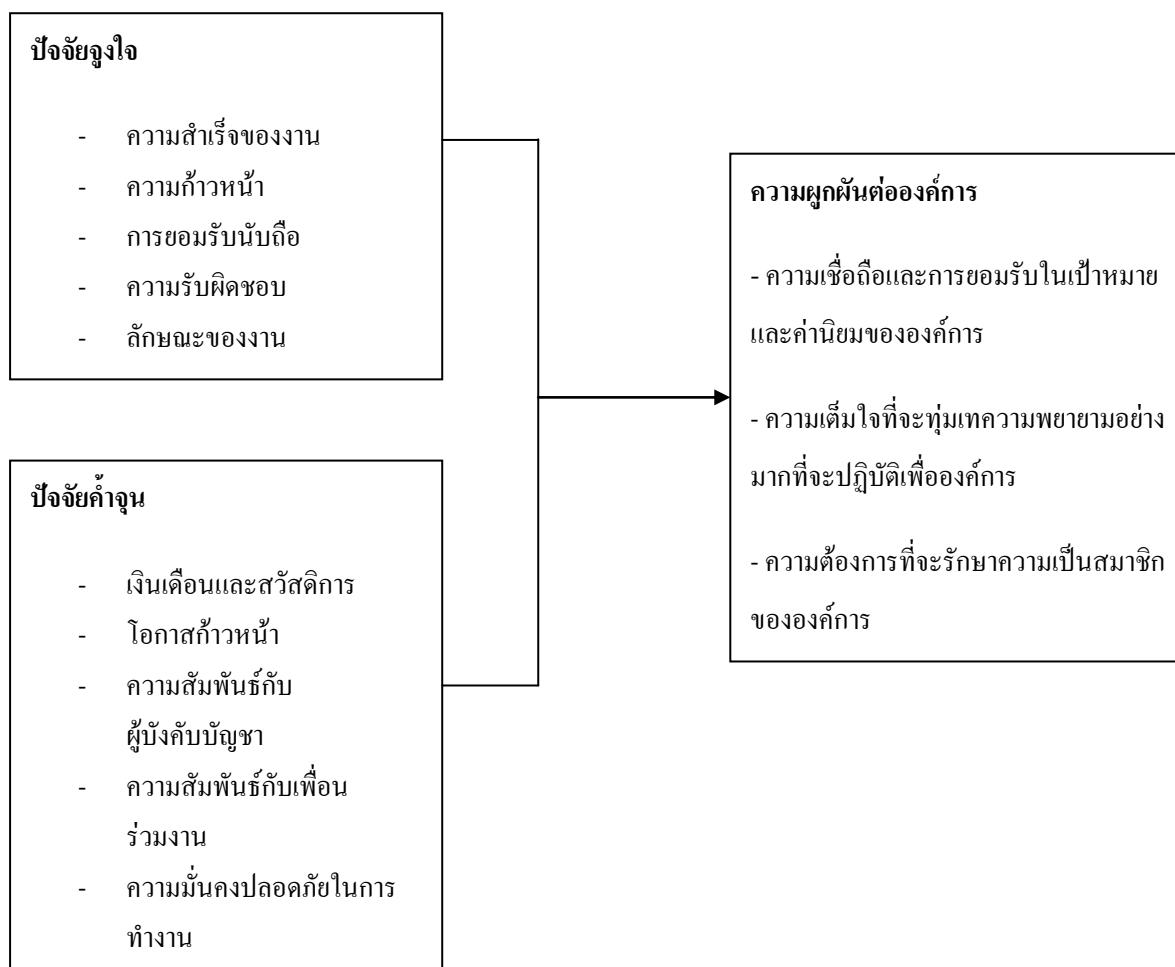 ปัจจัยจูงใจ
- ความสำเร็จของงาน
- ความก้าวหน้า
- การยอมรับนับถือ
- ความรับผิดชอบ
- ลักษณะของงาน
ปัจจัยค้ำจุน
- เงินเดือนและสวัสดิการ
- โอกาสก้าวหน้า
- ความสัมพันธ์กับ
ผู้บังคับบัญชา
- ความสัมพันธ์กับเพื่อน
ร่วมงาน
- ความมั่นคงปลอดภัยในการ
ทำงาน
ความผูกผันต่อองค์การ
- ความเชื่อถือและการยอมรับในเป้าหมาย
และค่านิยมขององค์การ
- ความเต็มใจที่จะทุ่มเทความพยายามอย่าง
มากที่จะปฏิบัติเพื่อองค์การ
- ความต้องการที่จะรักษาความเป็นสมาชิก
ขององค์การ